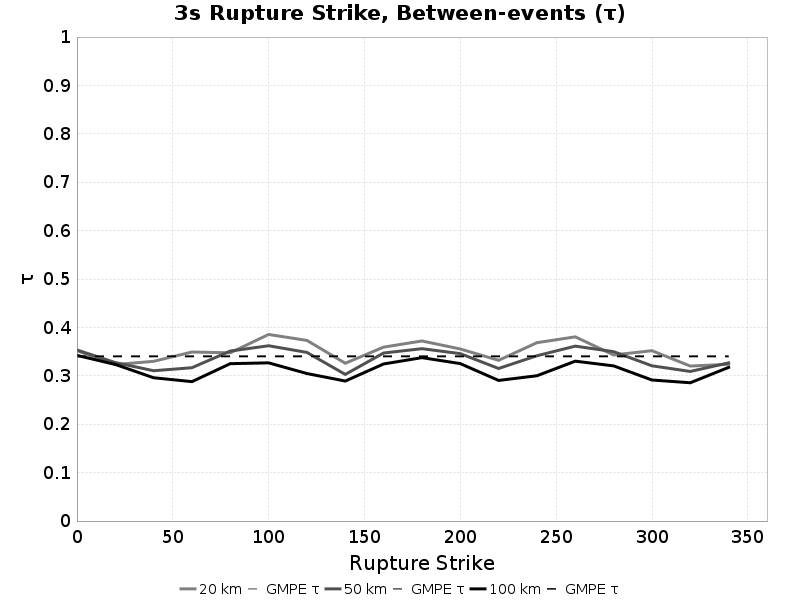 3s Rupture Strike, Between-events (τ)
1
0.9
0.8
0.7
0.6
0.5
0.4
0.3
0.2
0.1
0
τ
0 50 100 150 200 250 300 350
Rupture Strike
20 km GMPE τ 50 km GMPE τ 100 km GMPE τ